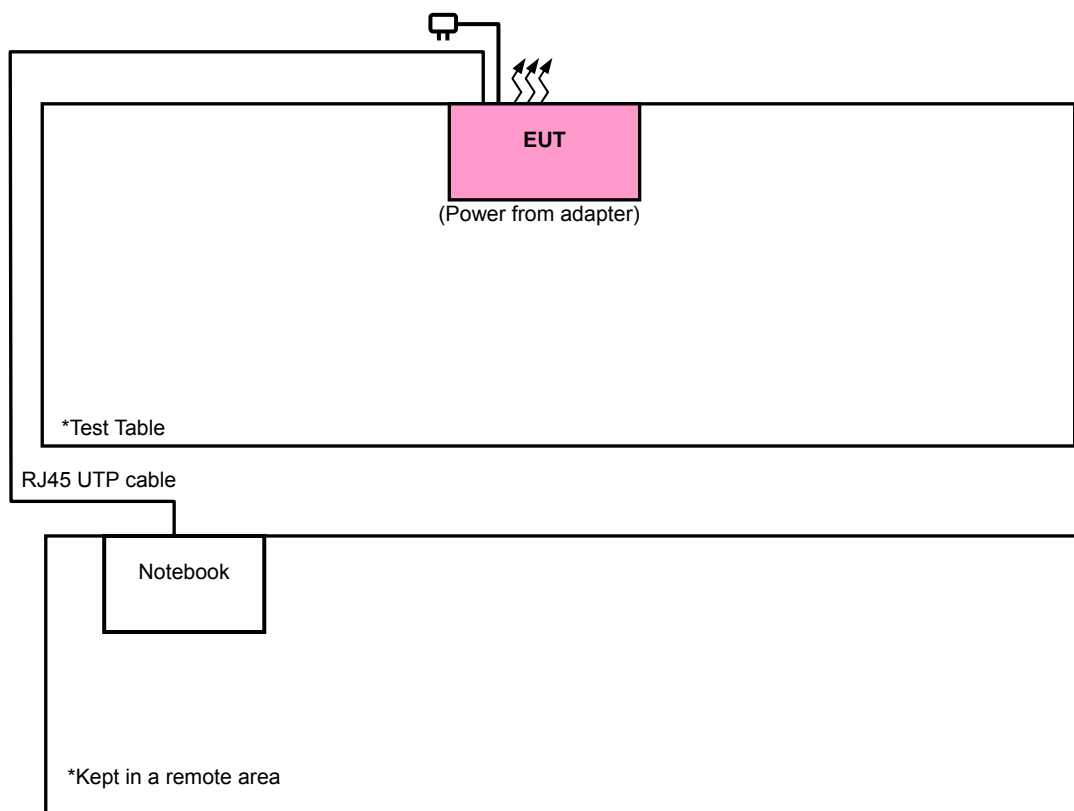 EUT
(Power from adapter)
*Test Table
RJ45 UTP cable
Notebook
*Kept in a remote area